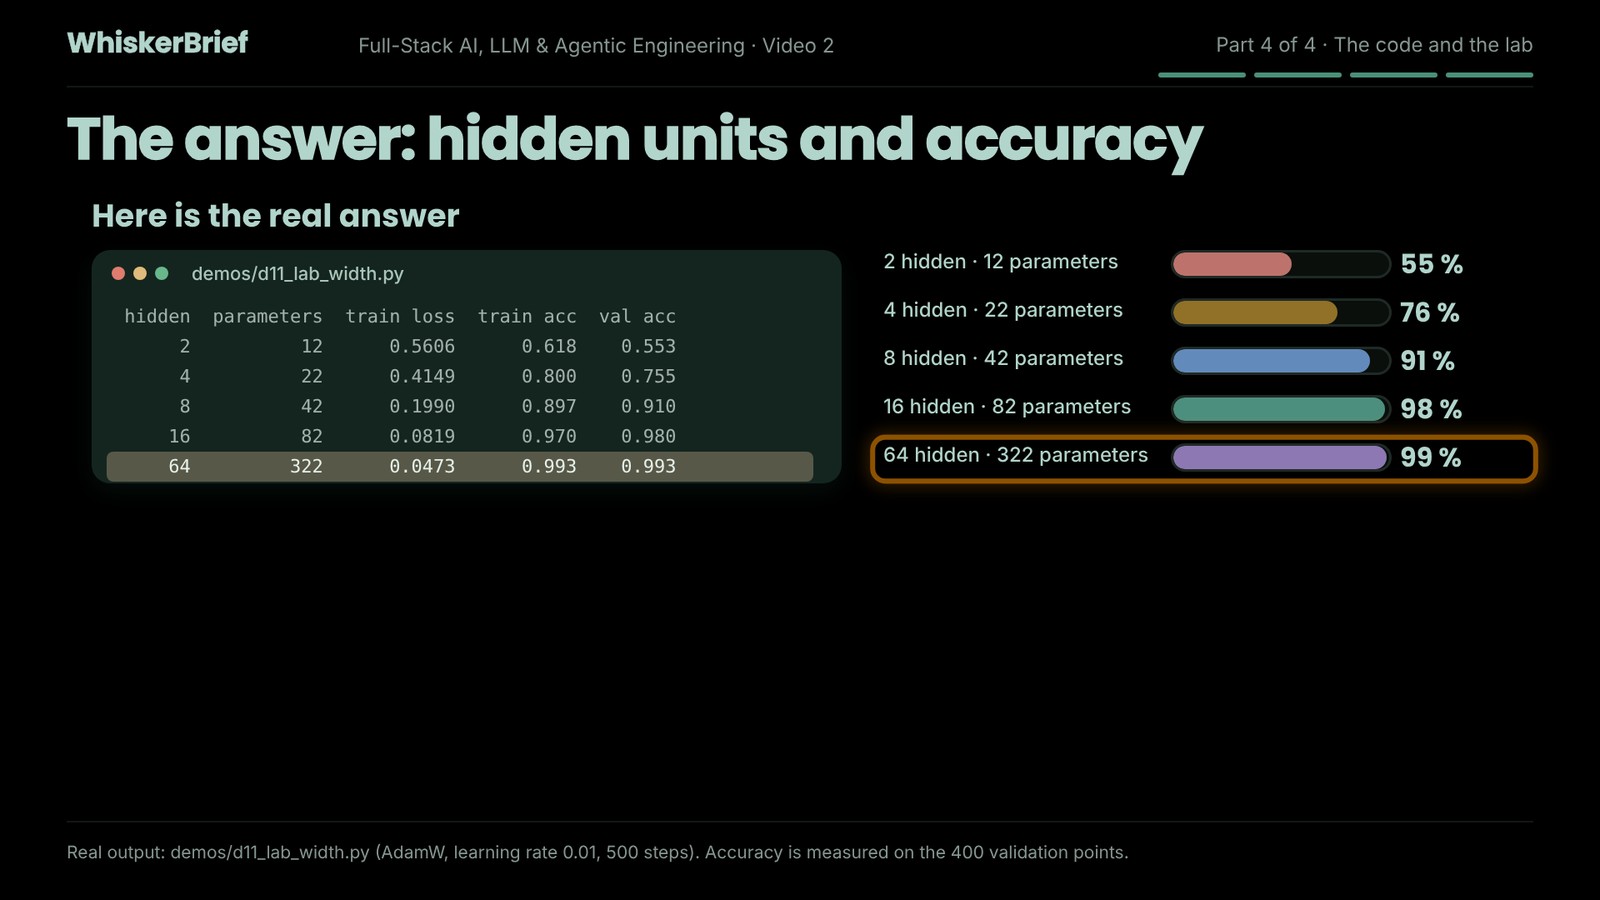 WhiskerBrief
Full-Stack AI, LLM & Agentic Engineering · Video 2
Part 4 of 4 · The code and the lab
The answer: hidden units and accuracy
Here is the real answer
demos/d11_lab_width.py
hidden parameters train loss train acc val acc
2 12 0.5606 0.618 0.553
4 22 0.4149 0.800 0.755
8 42 0.1990 0.897 0.910
16 82 0.0819 0.970 0.980
64 322 0.0473 0.993 0.993
2 hidden · 12 parameters 55 %
4 hidden · 22 parameters 76 %
8 hidden · 42 parameters 91 %
16 hidden · 82 parameters 98 %
64 hidden · 322 parameters 99 %
Real output: demos/d11_lab_width.py (AdamW, learning rate 0.01, 500 steps). Accuracy is measured on the 400 validation points.